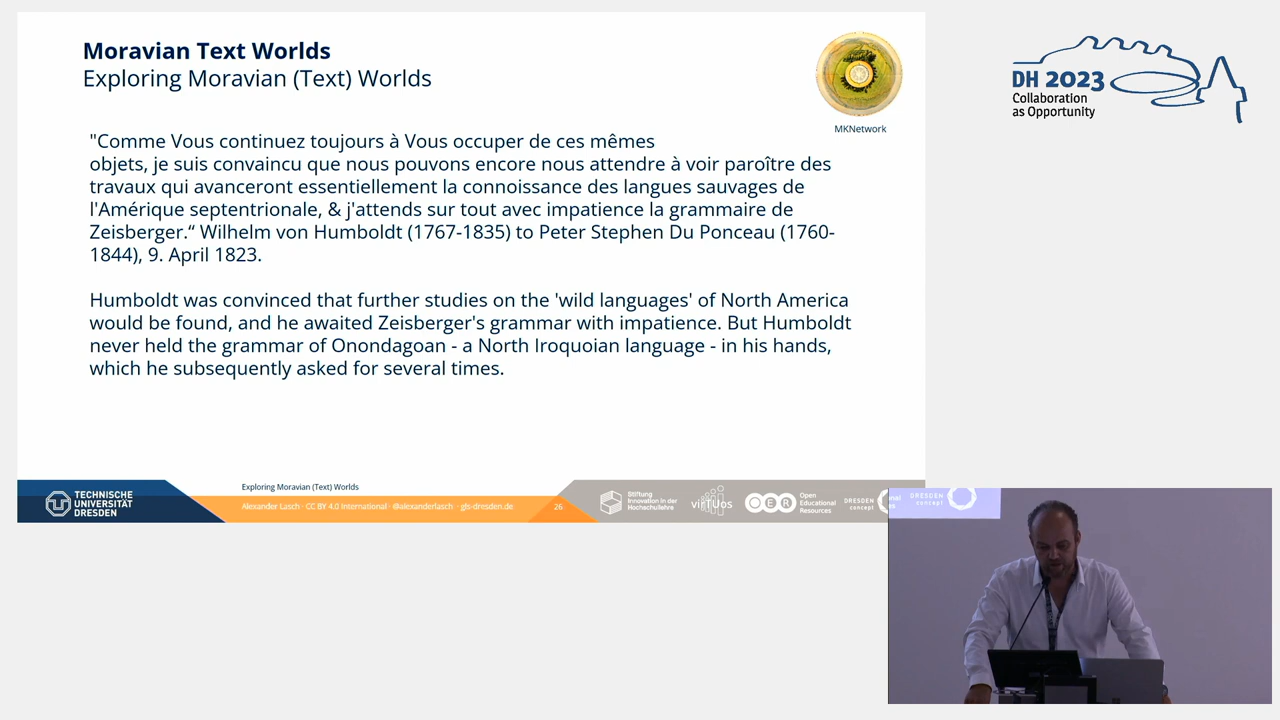 Moravian Text Worlds
Exploring Moravian (Text) Worlds
MKNetwork
"Comme Vous continuez toujours à Vous occuper de ces mêmes
objets, je suis convaincu que nous pouvons encore nous attendre à voir paroître des
travaux qui avanceront essentiellement la connoissance des langues sauvages de
l'Amérique septentrionale, & j'attends sur tout avec impatience la grammaire de
Zeisberger.“ Wilhelm von Humboldt (1767-1835) to Peter Stephen Du Ponceau (1760-
1844), 9. April 1823.
Humboldt was convinced that further studies on the 'wild languages' of North America
would be found, and he awaited Zeisberger's grammar with impatience. But Humboldt
never held the grammar of Onondagoan - a North Iroquoian language - in his hands,
which he subsequently asked for several times.
Exploring Moravian (Text) Worlds
TECHNISCHE
UNIVERSITÄT
DRESDEN
Alexander Lasch · CC BY 4.0 International · @alexanderlasch · gls-dresden.de
26
Stiftung
Innovation in der
Hochschullehre
virTUos
OER
Open
Educational
Resources
DRESDEN
concept
DH 2023
Collaboration
as Opportunity
DRESDEN
concept